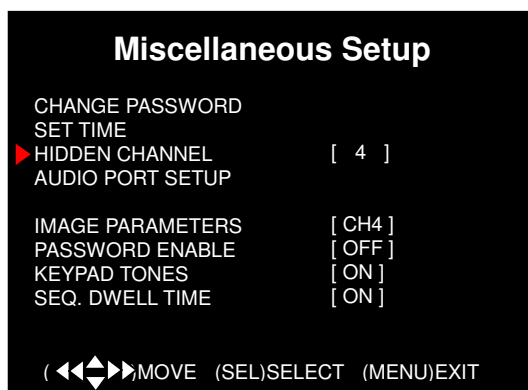 Miscellaneous Setup
CHANGE PASSWORD
SET TIME
HIDDEN CHANNEL [ 4 ]
AUDIO PORT SETUP
IMAGE PARAMETERS [ CH4 ]
PASSWORD ENABLE [ OFF ]
KEYPAD TONES [ ON ]
SEQ. DWELL TIME [ ON ]
( )MOVE (SEL)SELECT (MENU)EXIT